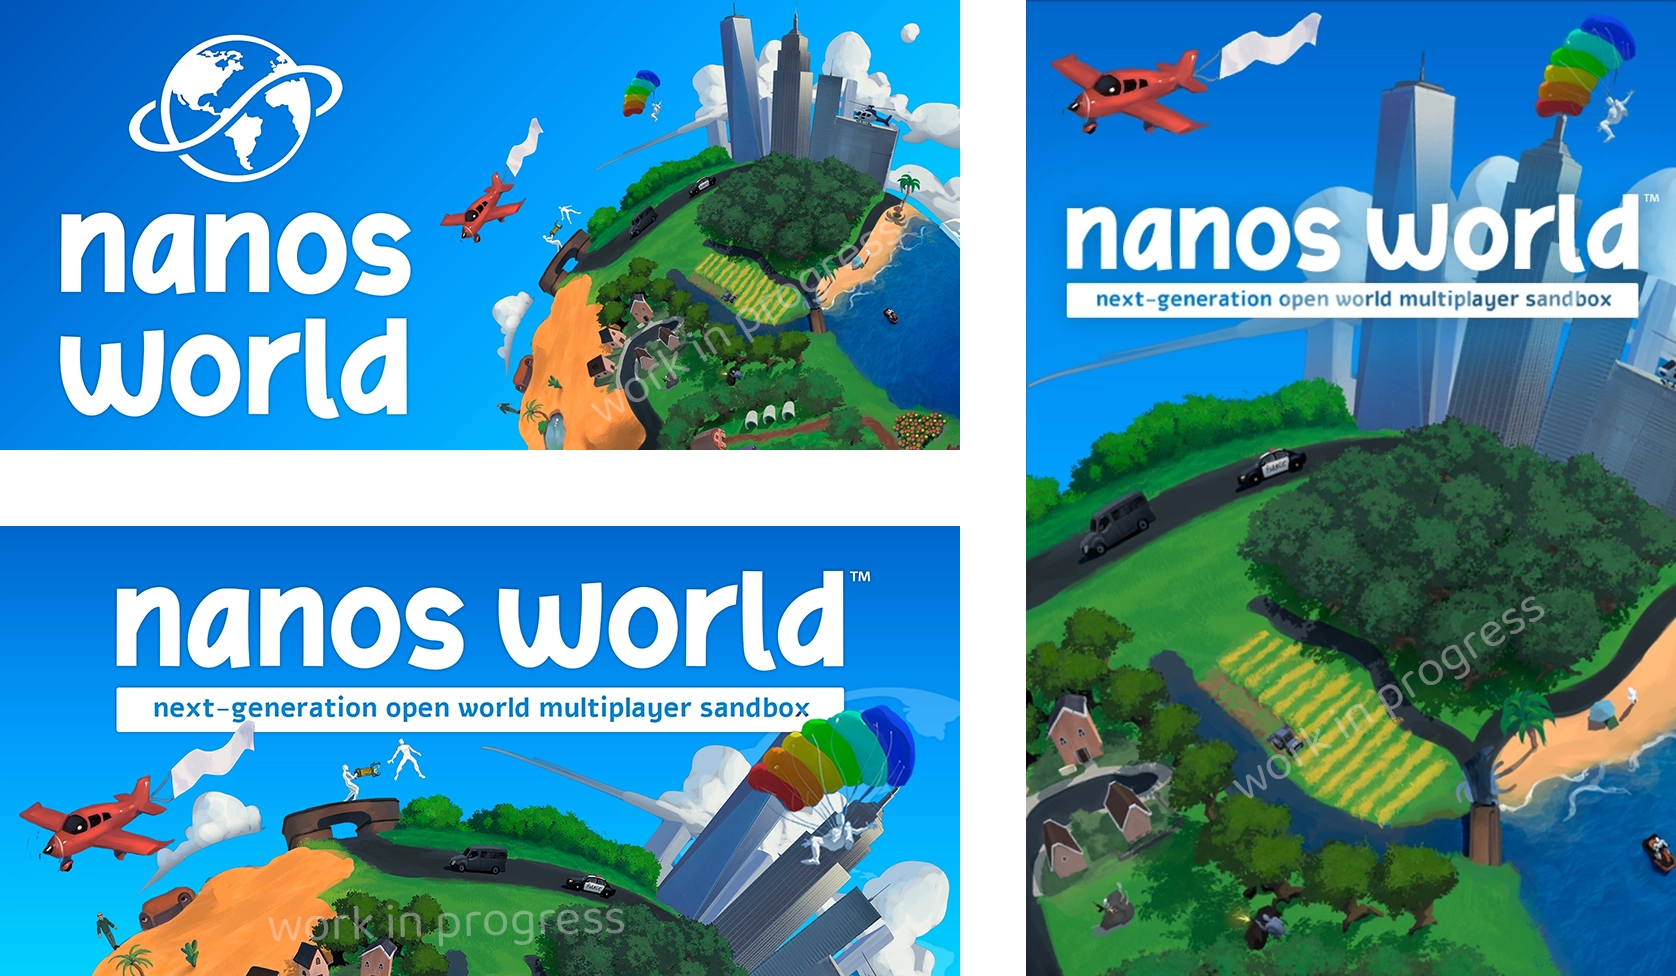 nanos
world
work in progress
nanos world™
next-generation open world multiplayer sandbox
work in progress
nanos world™
next-generation open world multiplayer sandbox
work in progress